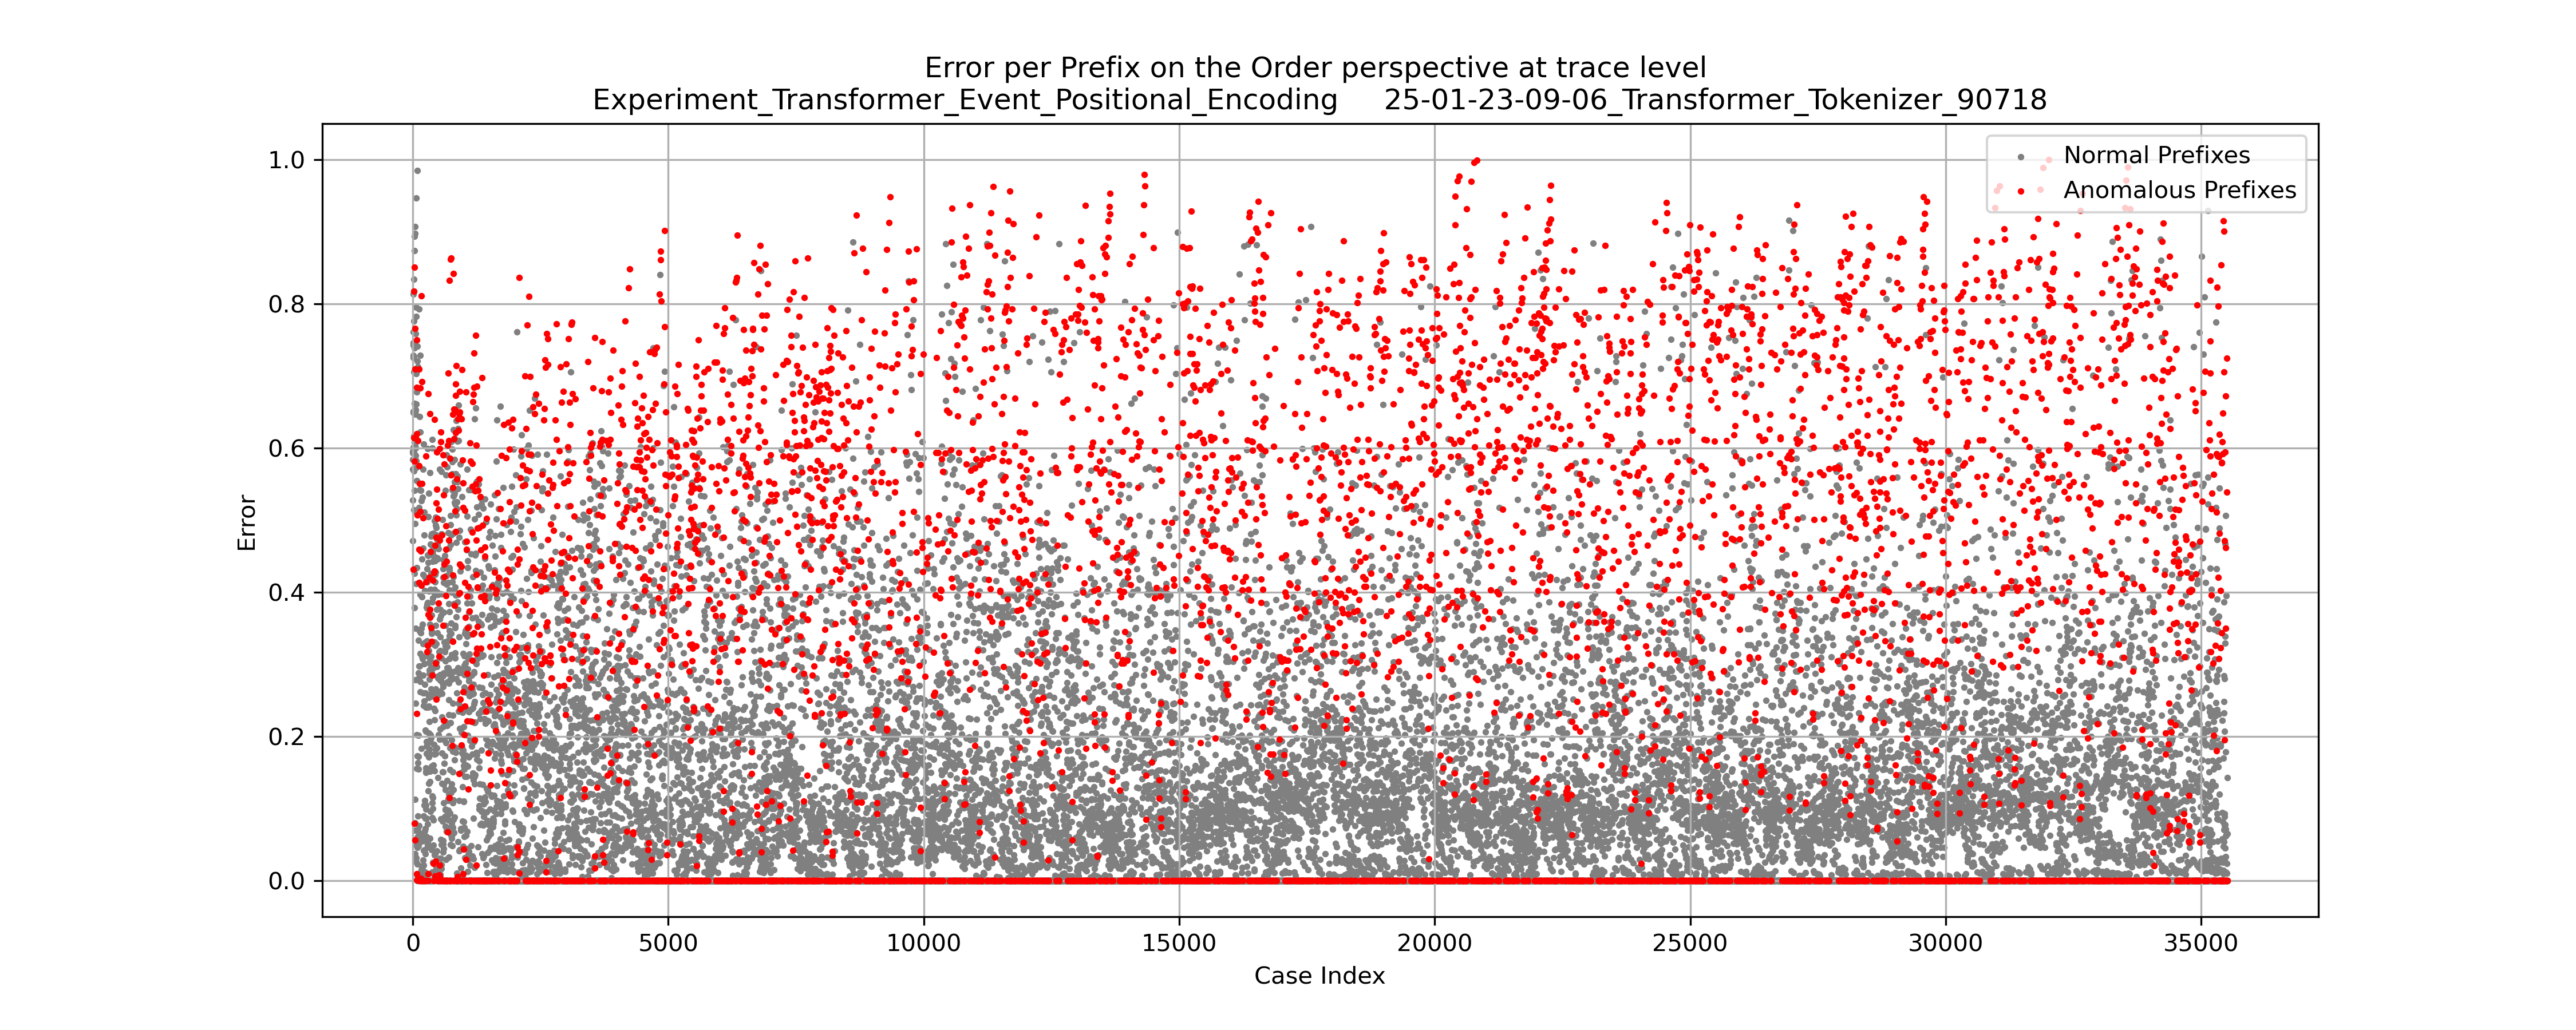 Error per Prefix on the Order perspective at trace level
Experiment_Transformer_Event_Positional_Encoding 25-01-23-09-06_Transformer_Tokenizer_90718
Normal Prefixes
Anomalous Prefixes
1.0
0.8
0.6
0.4
0.2
0.0
Error
0 5000 10000 15000 20000 25000 30000 35000
Case Index